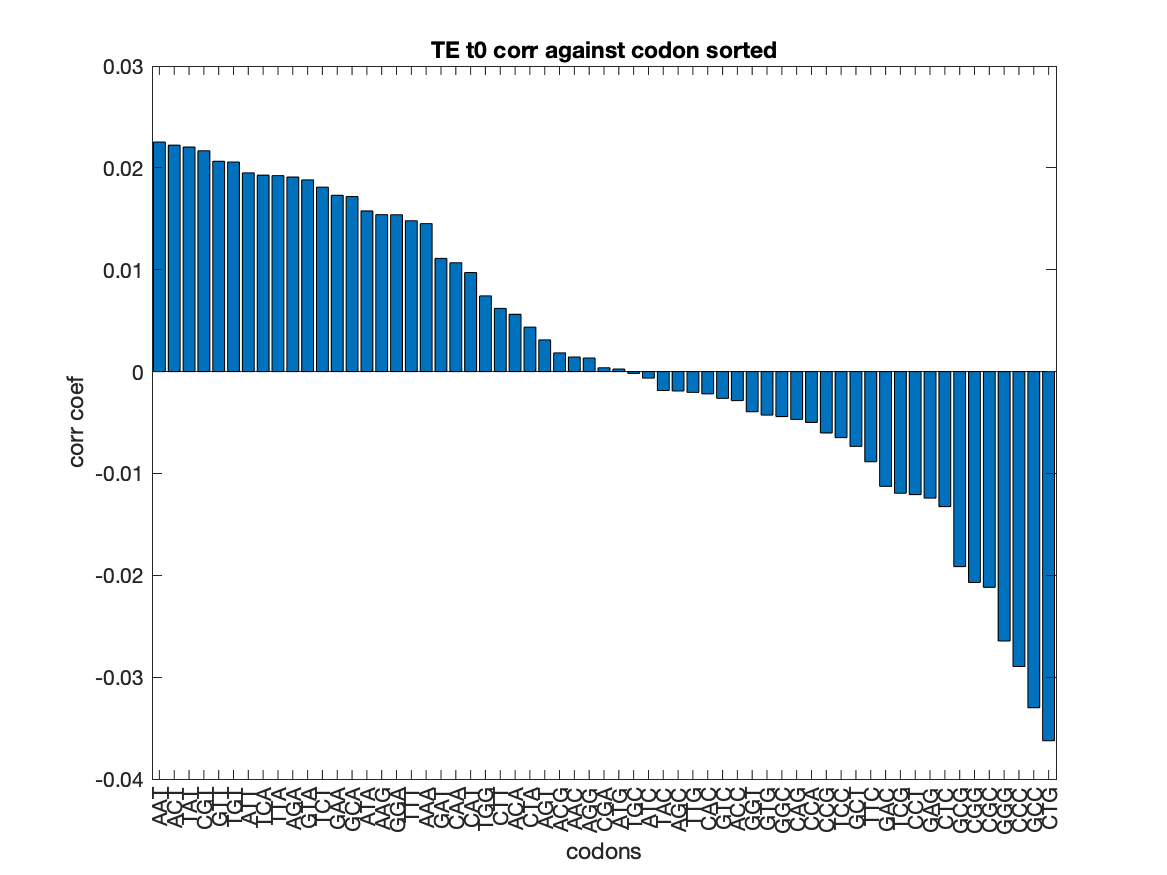 TE t0 corr against codon sorted
0.03
0.02
0.01
0
-0.01
-0.02
-0.03
-0.04
corr coef
AAT ACT TAT CGT GTT TGT ATT TCA TTA AGA GTA TCT GAA GCA ATA AAG GGA TTT AAA GAT CAA CAT TGG CTT ACA CTA AGT ACG AAC AGG CGA ATG TGC ATC TAC AGC TTG CAC GTC ACC GGT GTG GGC CAG CCA CCG TCC GCT TTC GAC TCG CCT GAG CTC GCG CGG CGC GGG CCC GCC CTG
codons